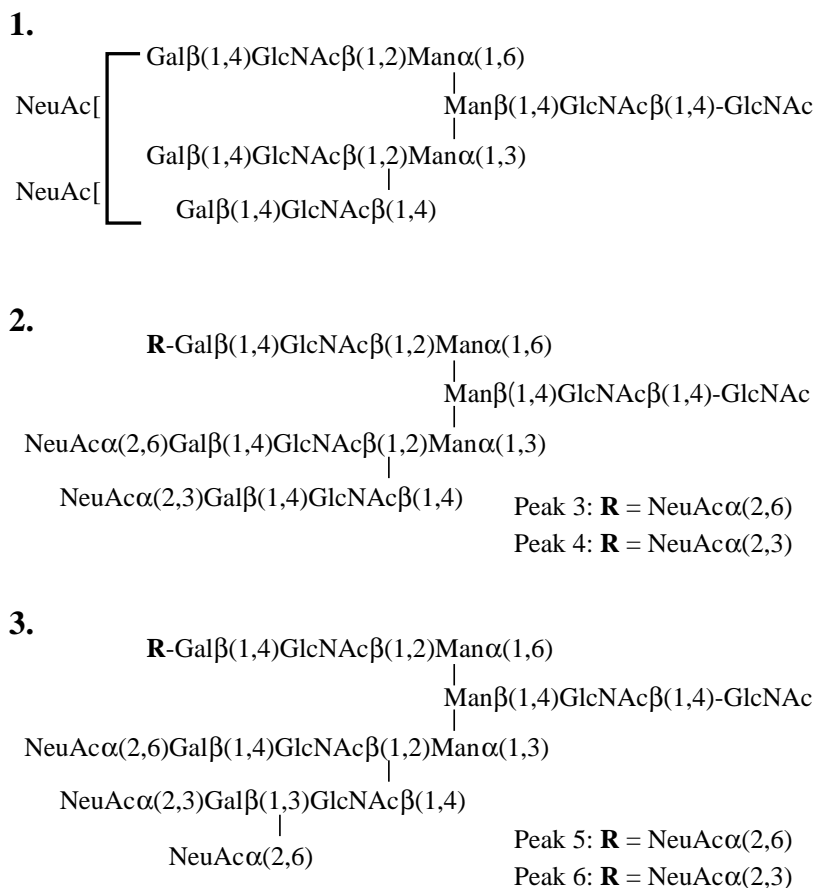 1.
Galβ(1,4)GlcNAcβ(1,2)Manα(1,6)
NeuAc[
Manβ(1,4)GlcNAcβ(1,4)-GlcNAc
Galβ(1,4)GlcNAcβ(1,2)Manα(1,3)
NeuAc[
Galβ(1,4)GlcNAcβ(1,4)
2.
R-Galβ(1,4)GlcNAcβ(1,2)Manα(1,6)
Manβ(1,4)GlcNAcβ(1,4)-GlcNAc
NeuAcα(2,6)Galβ(1,4)GlcNAcβ(1,2)Manα(1,3)
NeuAcα(2,3)Galβ(1,4)GlcNAcβ(1,4)
Peak 3: R = NeuAcα(2,6)
Peak 4: R = NeuAcα(2,3)
3.
R-Galβ(1,4)GlcNAcβ(1,2)Manα(1,6)
Manβ(1,4)GlcNAcβ(1,4)-GlcNAc
NeuAcα(2,6)Galβ(1,4)GlcNAcβ(1,2)Manα(1,3)
NeuAcα(2,3)Galβ(1,3)GlcNAcβ(1,4)
NeuAcα(2,6)
Peak 5: R = NeuAcα(2,6)
Peak 6: R = NeuAcα(2,3)